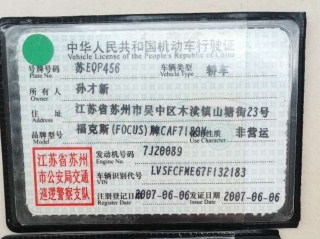 中华人民共和国机动车行驶证
Vehicle License of the People's Republic of China
号牌号码 苏EQP456 车辆类型 轿车
Plate No. Vehicle Type
所有人 孙才新
Owner
住址 江苏省苏州市吴中区木渎镇山塘街23号
Address
品牌型号 福克斯(FOCUS)牌CAF7180M 非营运
Model Use Character
江苏省苏州
市公安局交通
巡逻警察支队
发动机号码 7J20089
Engine No.
车辆识别代号 LVSFCFME67F132183
VIN
注册登记日期 2007-06-06 发证日期 2007-06-06
Register Date Issue Date